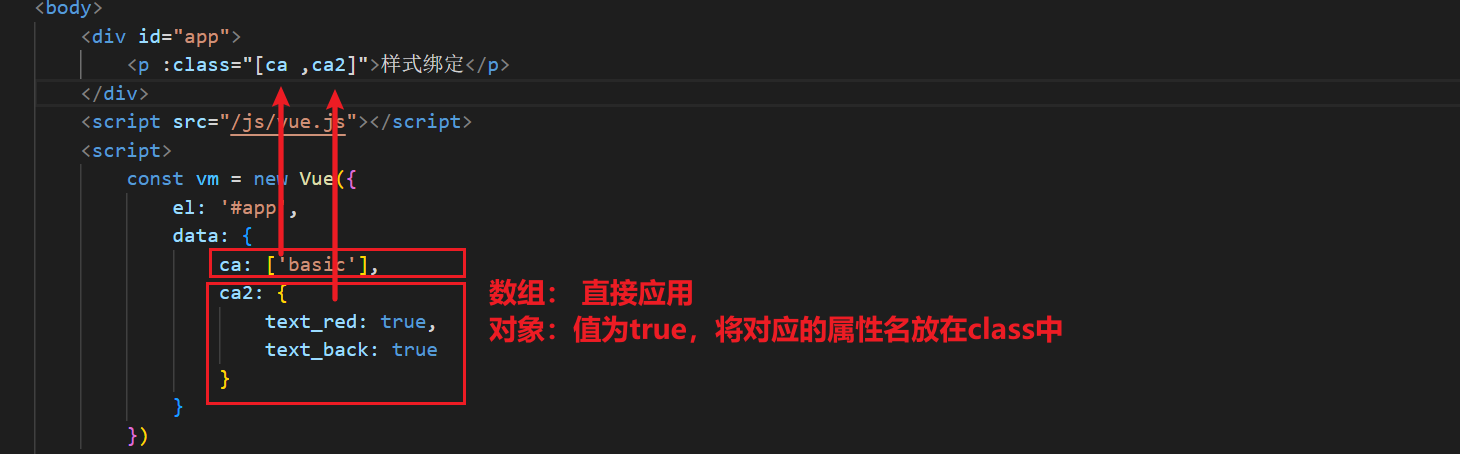 <body>
<div id="app">
<p :class="[ca ,ca2]">样式绑定</p>
</div>
<script src="/js/vue.js"></script>
<script>
const vm = new Vue({
el: '#app',
data: {
ca: ['basic'],
ca2: {
数组： 直接应用
text_red: true,
对象：值为true，将对应的属性名放在class中
text_back: true
}
}
})